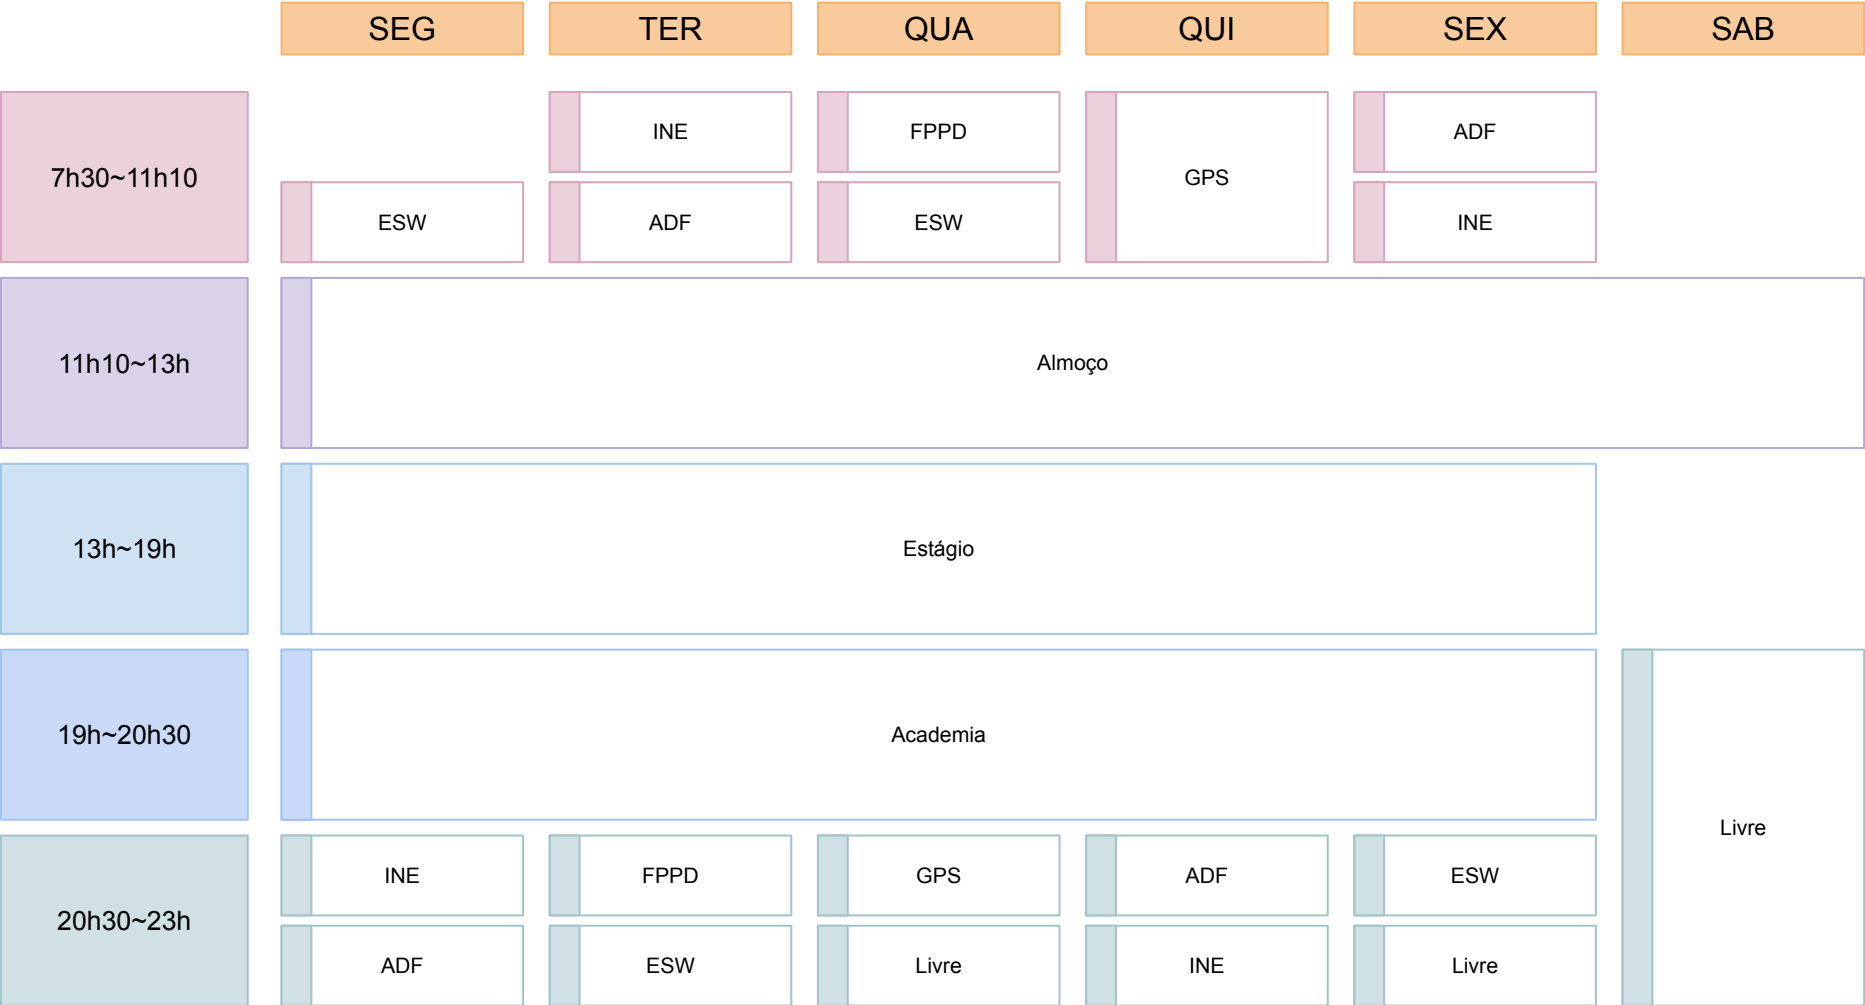 SEG TER QUA QUI SEX SAB
7h30~11h10
INE FPPD GPS ADF
ESW ADF ESW INE
11h10~13h
Almoço
13h~19h
Estágio
19h~20h30
Academia
Livre
20h30~23h
INE FPPD GPS ADF ESW
ADF ESW Livre INE Livre